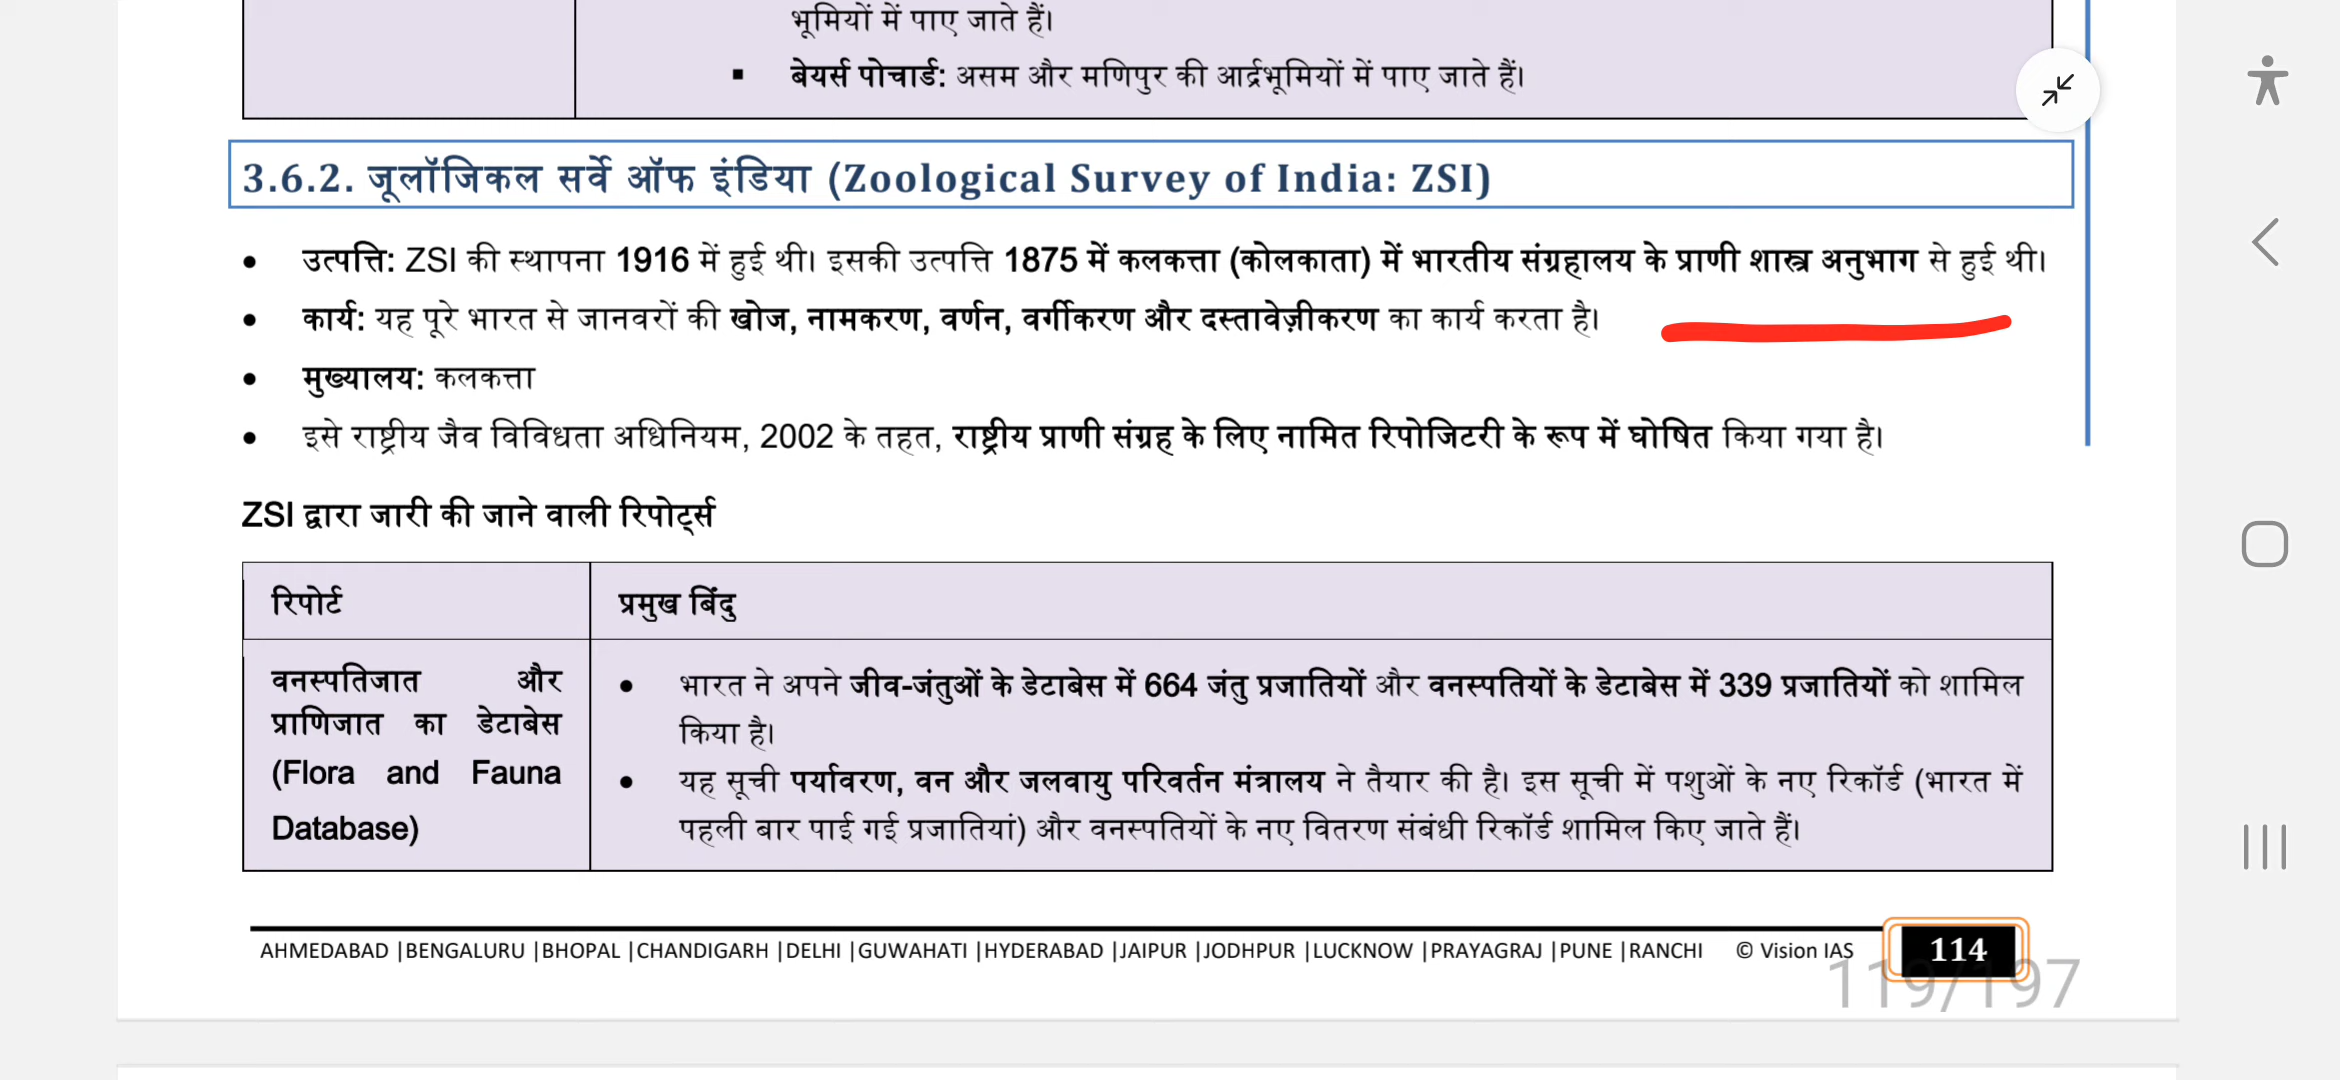 भूमियों में पाए जाते हैं।
▪ बेयर्स पोचार्ड: असम और मणिपुर की आर्द्रभूमियों में पाए जाते हैं।
3.6.2. जूलॉजिकल सर्वे ऑफ इंडिया (Zoological Survey of India: ZSI)
• उत्पत्ति: ZSI की स्थापना 1916 में हुई थी। इसकी उत्पत्ति 1875 में कलकत्ता (कोलकाता) में भारतीय संग्रहालय के प्राणी शास्त्र अनुभाग से हुई थी।
• कार्य: यह पूरे भारत से जानवरों की खोज, नामकरण, वर्णन, वर्गीकरण और दस्तावेज़ीकरण का कार्य करता है।
• मुख्यालय: कलकत्ता
• इसे राष्ट्रीय जैव विविधता अधिनियम, 2002 के तहत, राष्ट्रीय प्राणी संग्रह के लिए नामित रिपोजिटरी के रूप में घोषित किया गया है।
ZSI द्वारा जारी की जाने वाली रिपोर्ट्स
रिपोर्ट
प्रमुख बिंदु
वनस्पतिजात और
प्राणिजात का डेटाबेस
(Flora and Fauna
Database)
• भारत ने अपने जीव-जंतुओं के डेटाबेस में 664 जंतु प्रजातियों और वनस्पतियों के डेटाबेस में 339 प्रजातियों को शामिल
किया है।
• यह सूची पर्यावरण, वन और जलवायु परिवर्तन मंत्रालय ने तैयार की है। इस सूची में पशुओं के नए रिकॉर्ड (भारत में
पहली बार पाई गई प्रजातियां) और वनस्पतियों के नए वितरण संबंधी रिकॉर्ड शामिल किए जाते हैं।
AHMEDABAD |BENGALURU |BHOPAL |CHANDIGARH |DELHI |GUWAHATI |HYDERABAD |JAIPUR |JODHPUR |LUCKNOW |PRAYAGRAJ |PUNE |RANCHI © Vision IAS
114
119/197